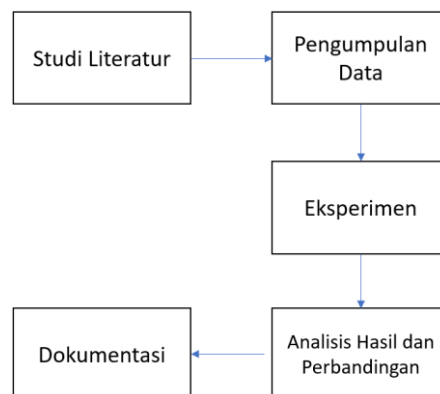 Studi Literatur
Pengumpulan
Data
Eksperimen
Analisis Hasil dan
Perbandingan
Dokumentasi